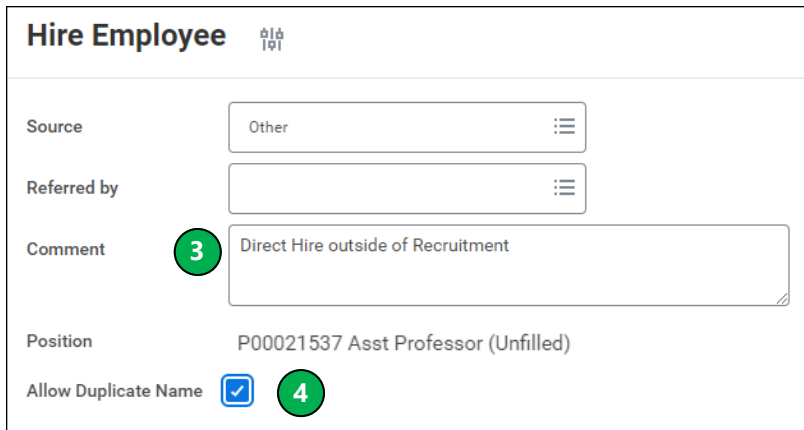 Hire Employee
Source Other
Referred by
Comment 3 Direct Hire outside of Recruitment
Position P00021537 Asst Professor (Unfilled)
Allow Duplicate Name 4